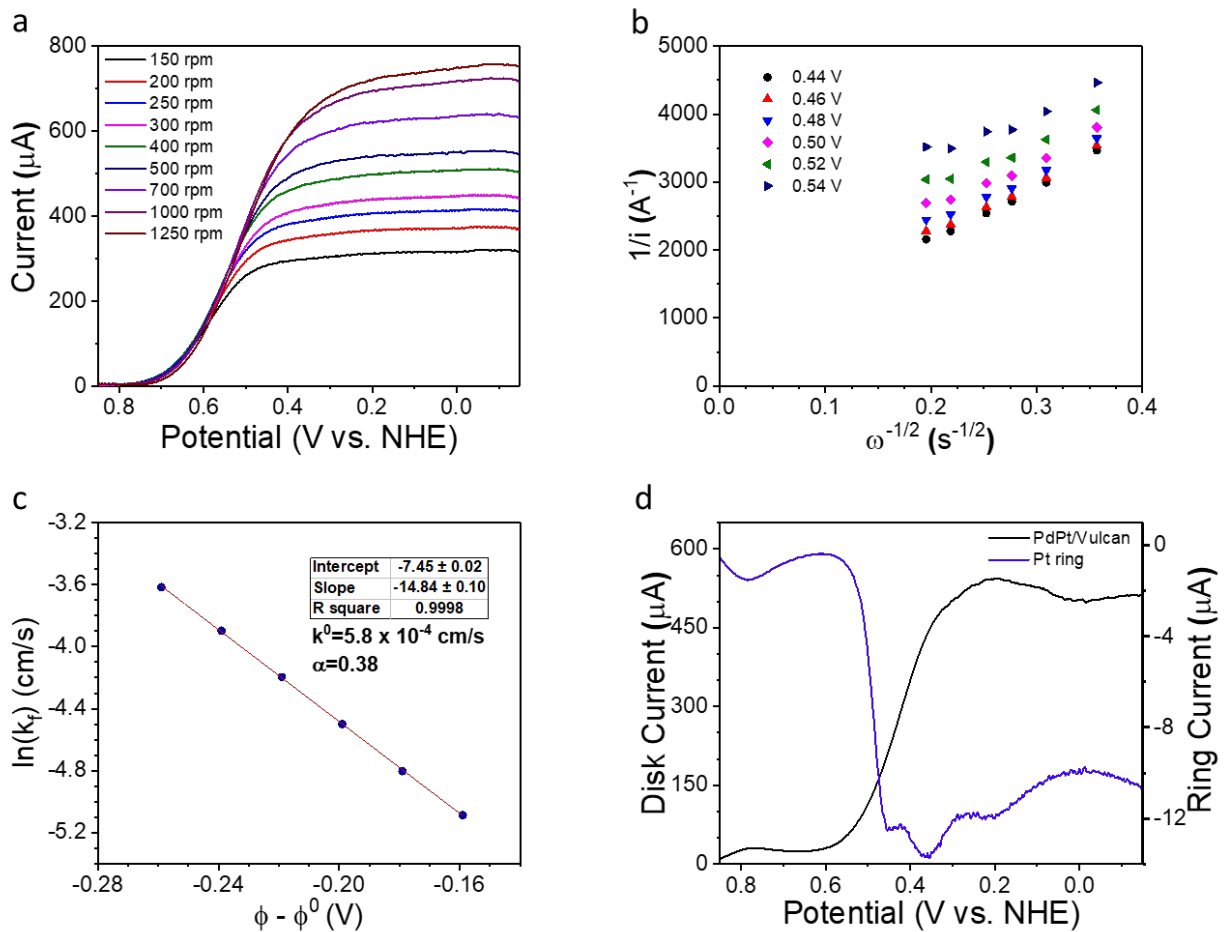 a
800
600
400
200
0
Current (μA)
150 rpm
200 rpm
250 rpm
300 rpm
400 rpm
500 rpm
700 rpm
1000 rpm
1250 rpm
0.8 0.6 0.4 0.2 0.0
Potential (V vs. NHE)
b
5000
4000
3000
2000
1000
0
1/i (A⁻¹)
0.44 V
0.46 V
0.48 V
0.50 V
0.52 V
0.54 V
0.0 0.1 0.2 0.3 0.4
ω⁻¹/² (s⁻¹/²)
c
-3.2
-3.6
-4.0
-4.4
-4.8
-5.2
ln(k_f) (cm/s)
Intercept -7.45 ± 0.02
Slope -14.84 ± 0.10
R square 0.9998
k⁰=5.8 x 10⁻⁴ cm/s
α=0.38
-0.28 -0.24 -0.20 -0.16
ϕ - ϕ⁰ (V)
d
600
450
300
150
0
Disk Current (μA)
PdPt/Vulcan
Pt ring
0
-4
-8
-12
Ring Current (μA)
0.8 0.6 0.4 0.2 0.0
Potential (V vs. NHE)